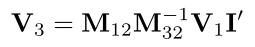 V₃ = M₁₂M₃₂⁻¹V₁I′